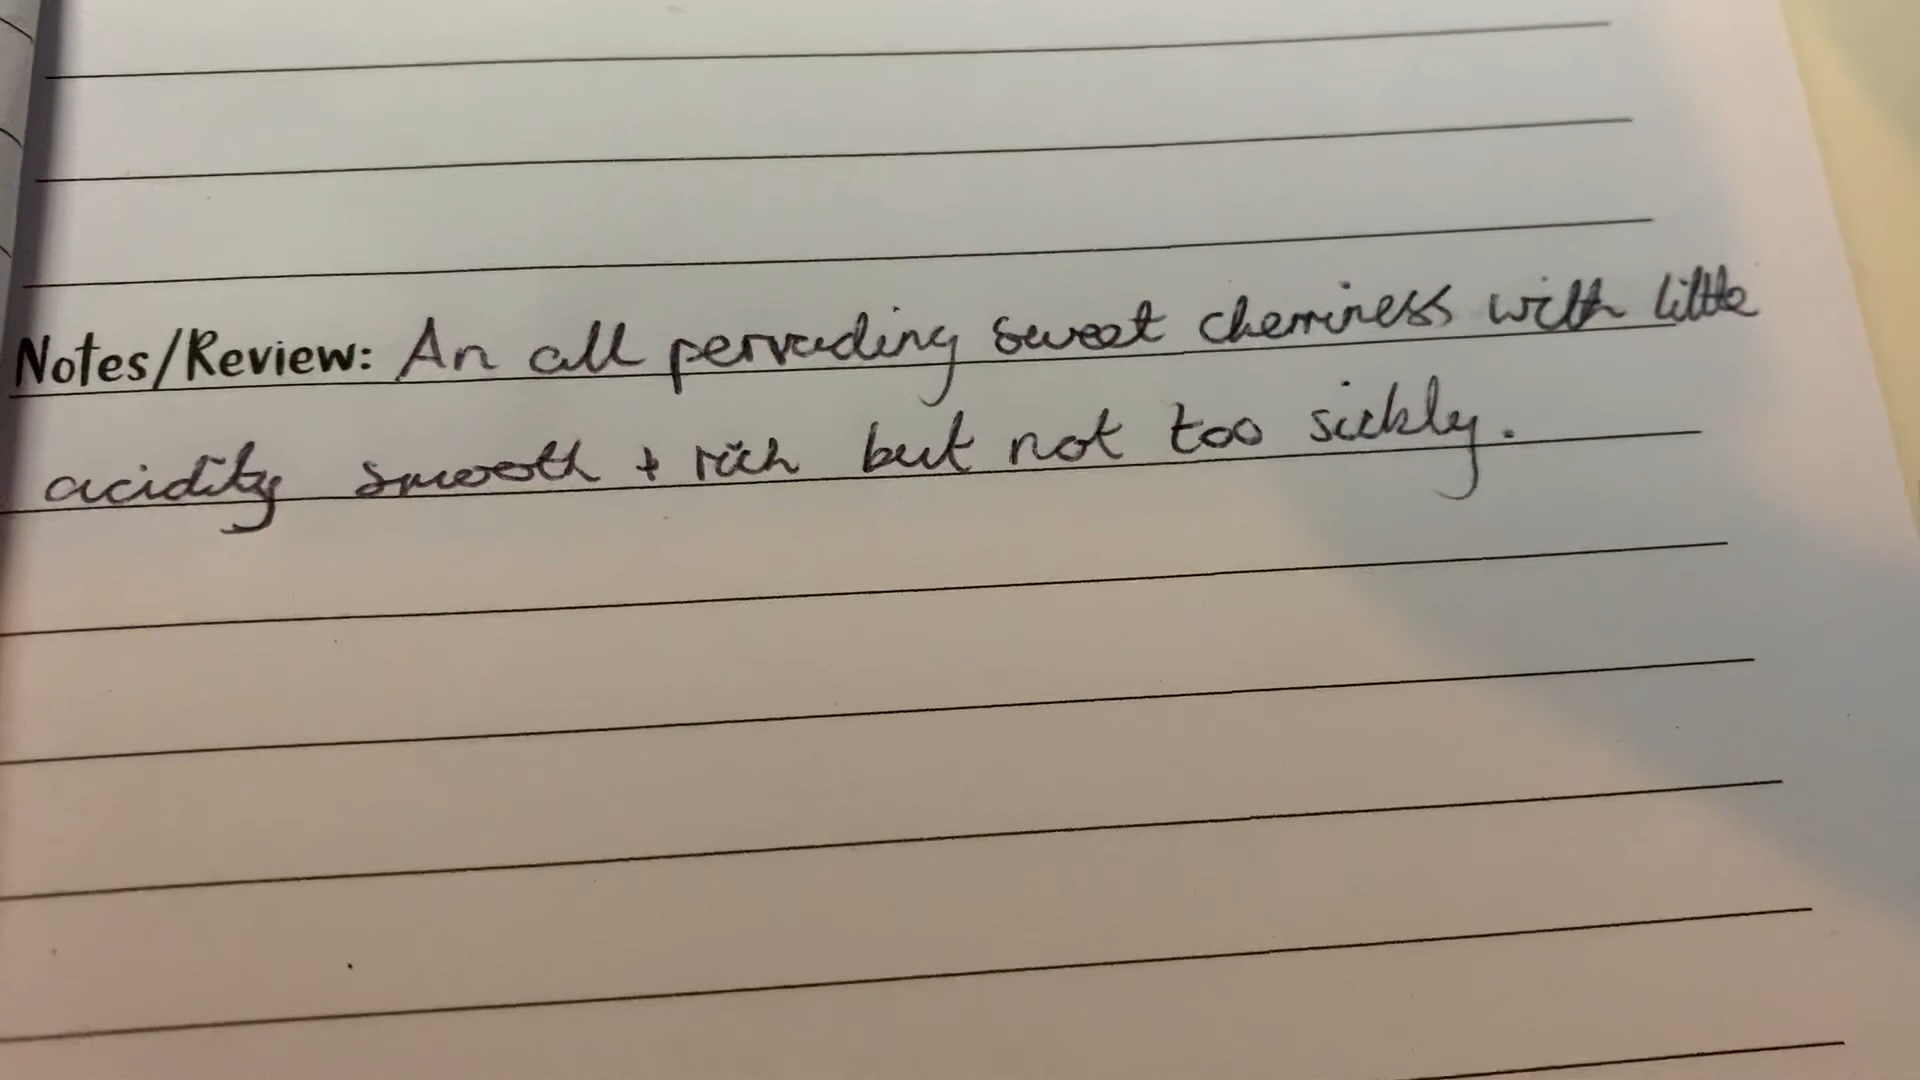 Notes/Review: An all pervading sweet cherriness with little
acidity smooth + rich but not too sickly.